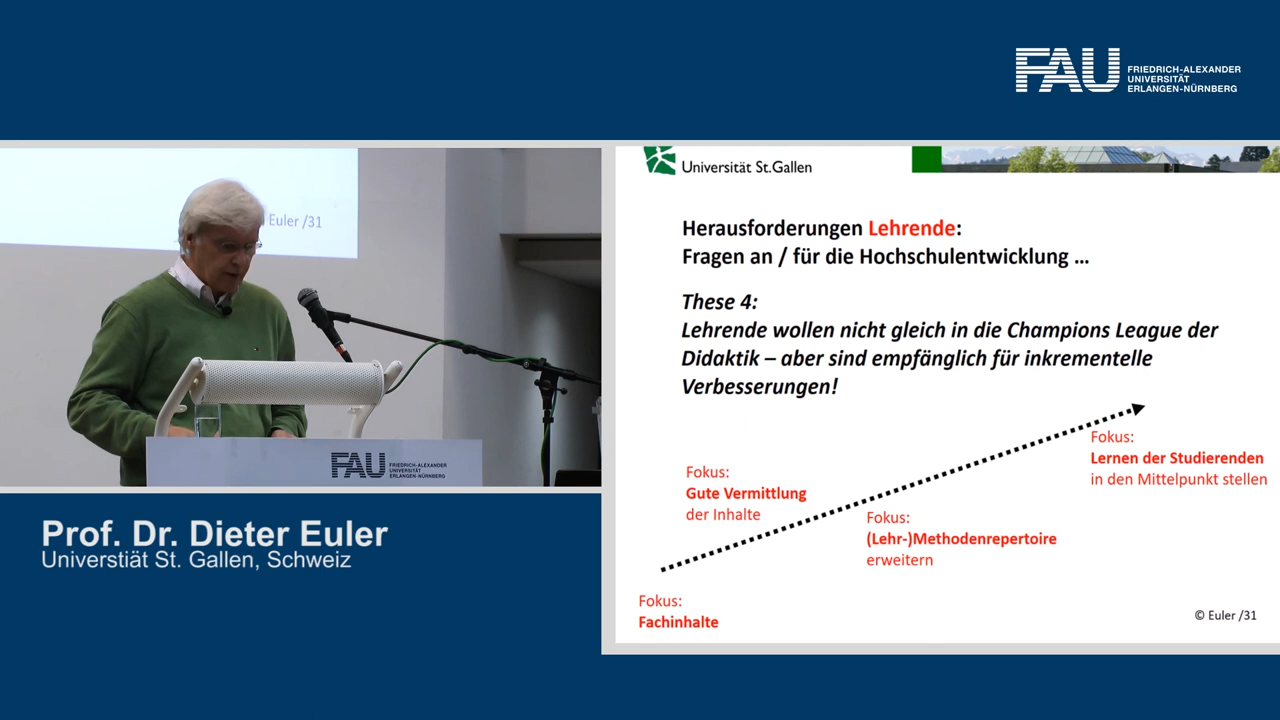 FAU
FRIEDRICH-ALEXANDER
UNIVERSITÄT
ERLANGEN-NÜRNBERG
Euler /31
FAU
FRIEDRICH-ALEXANDER
UNIVERSITÄT
ERLANGEN-NÜRNBERG
Prof. Dr. Dieter Euler
Universtiät St. Gallen, Schweiz
Universität St.Gallen
Herausforderungen Lehrende:
Fragen an / für die Hochschulentwicklung ...
These 4:
Lehrende wollen nicht gleich in die Champions League der
Didaktik – aber sind empfänglich für inkrementelle
Verbesserungen!
Fokus:
Lernen der Studierenden
in den Mittelpunkt stellen
Fokus:
Gute Vermittlung
der Inhalte
Fokus:
(Lehr-)Methodenrepertoire
erweitern
Fokus:
Fachinhalte
© Euler /31